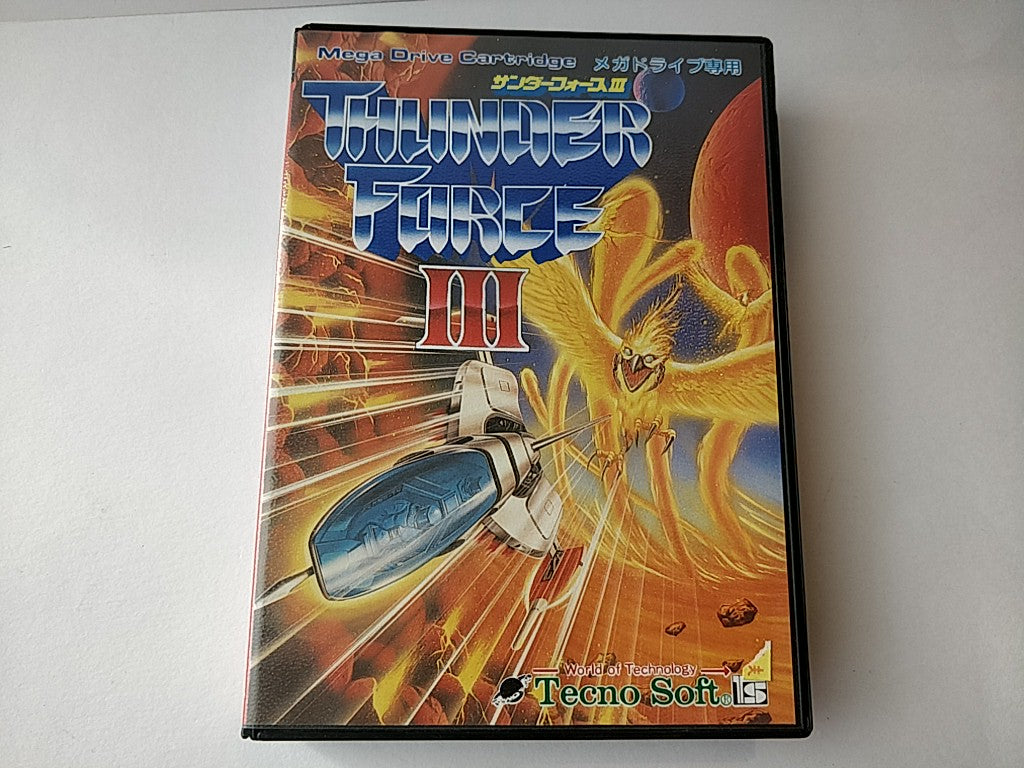 Mega Drive Cartridge メガドライブ専用
サンダーフォースⅢ
THUNDER
FORCE
III
World of Technology
Tecno Soft®